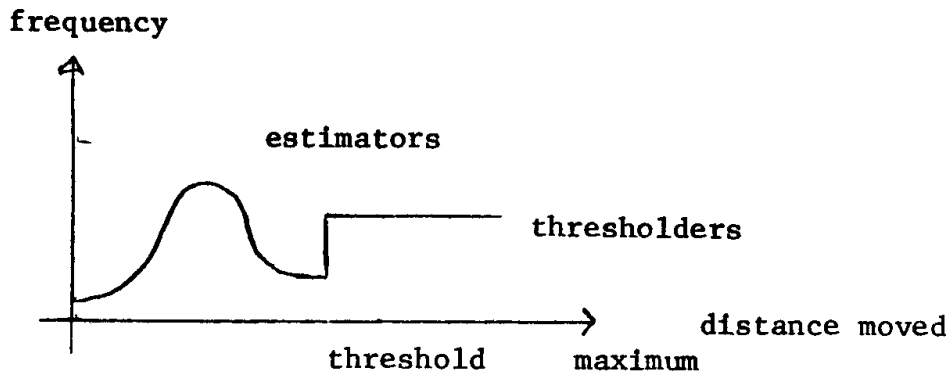 frequency
estimators
thresholders
distance moved
threshold maximum